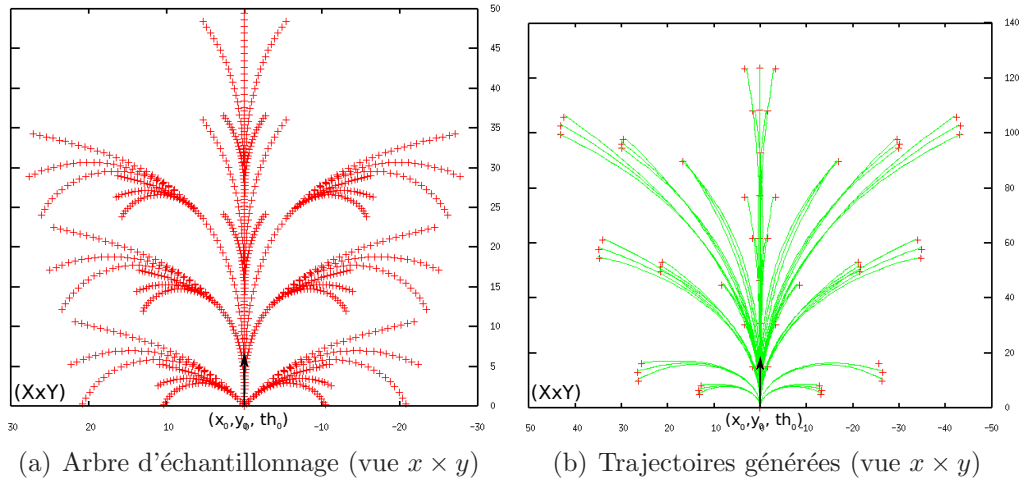 50
45
40
35
30
25
20
15
10
5
0
(XxY)
(x₀,y₀, th₀)
30 20 10 0 -10 -20 -30
(a) Arbre d'échantillonnage (vue x × y)
140
120
100
80
60
40
20
0
(XxY)
(x₀,y₀, th₀)
50 40 30 20 10 0 -10 -20 -30 -40 -50
(b) Trajectoires générées (vue x × y)